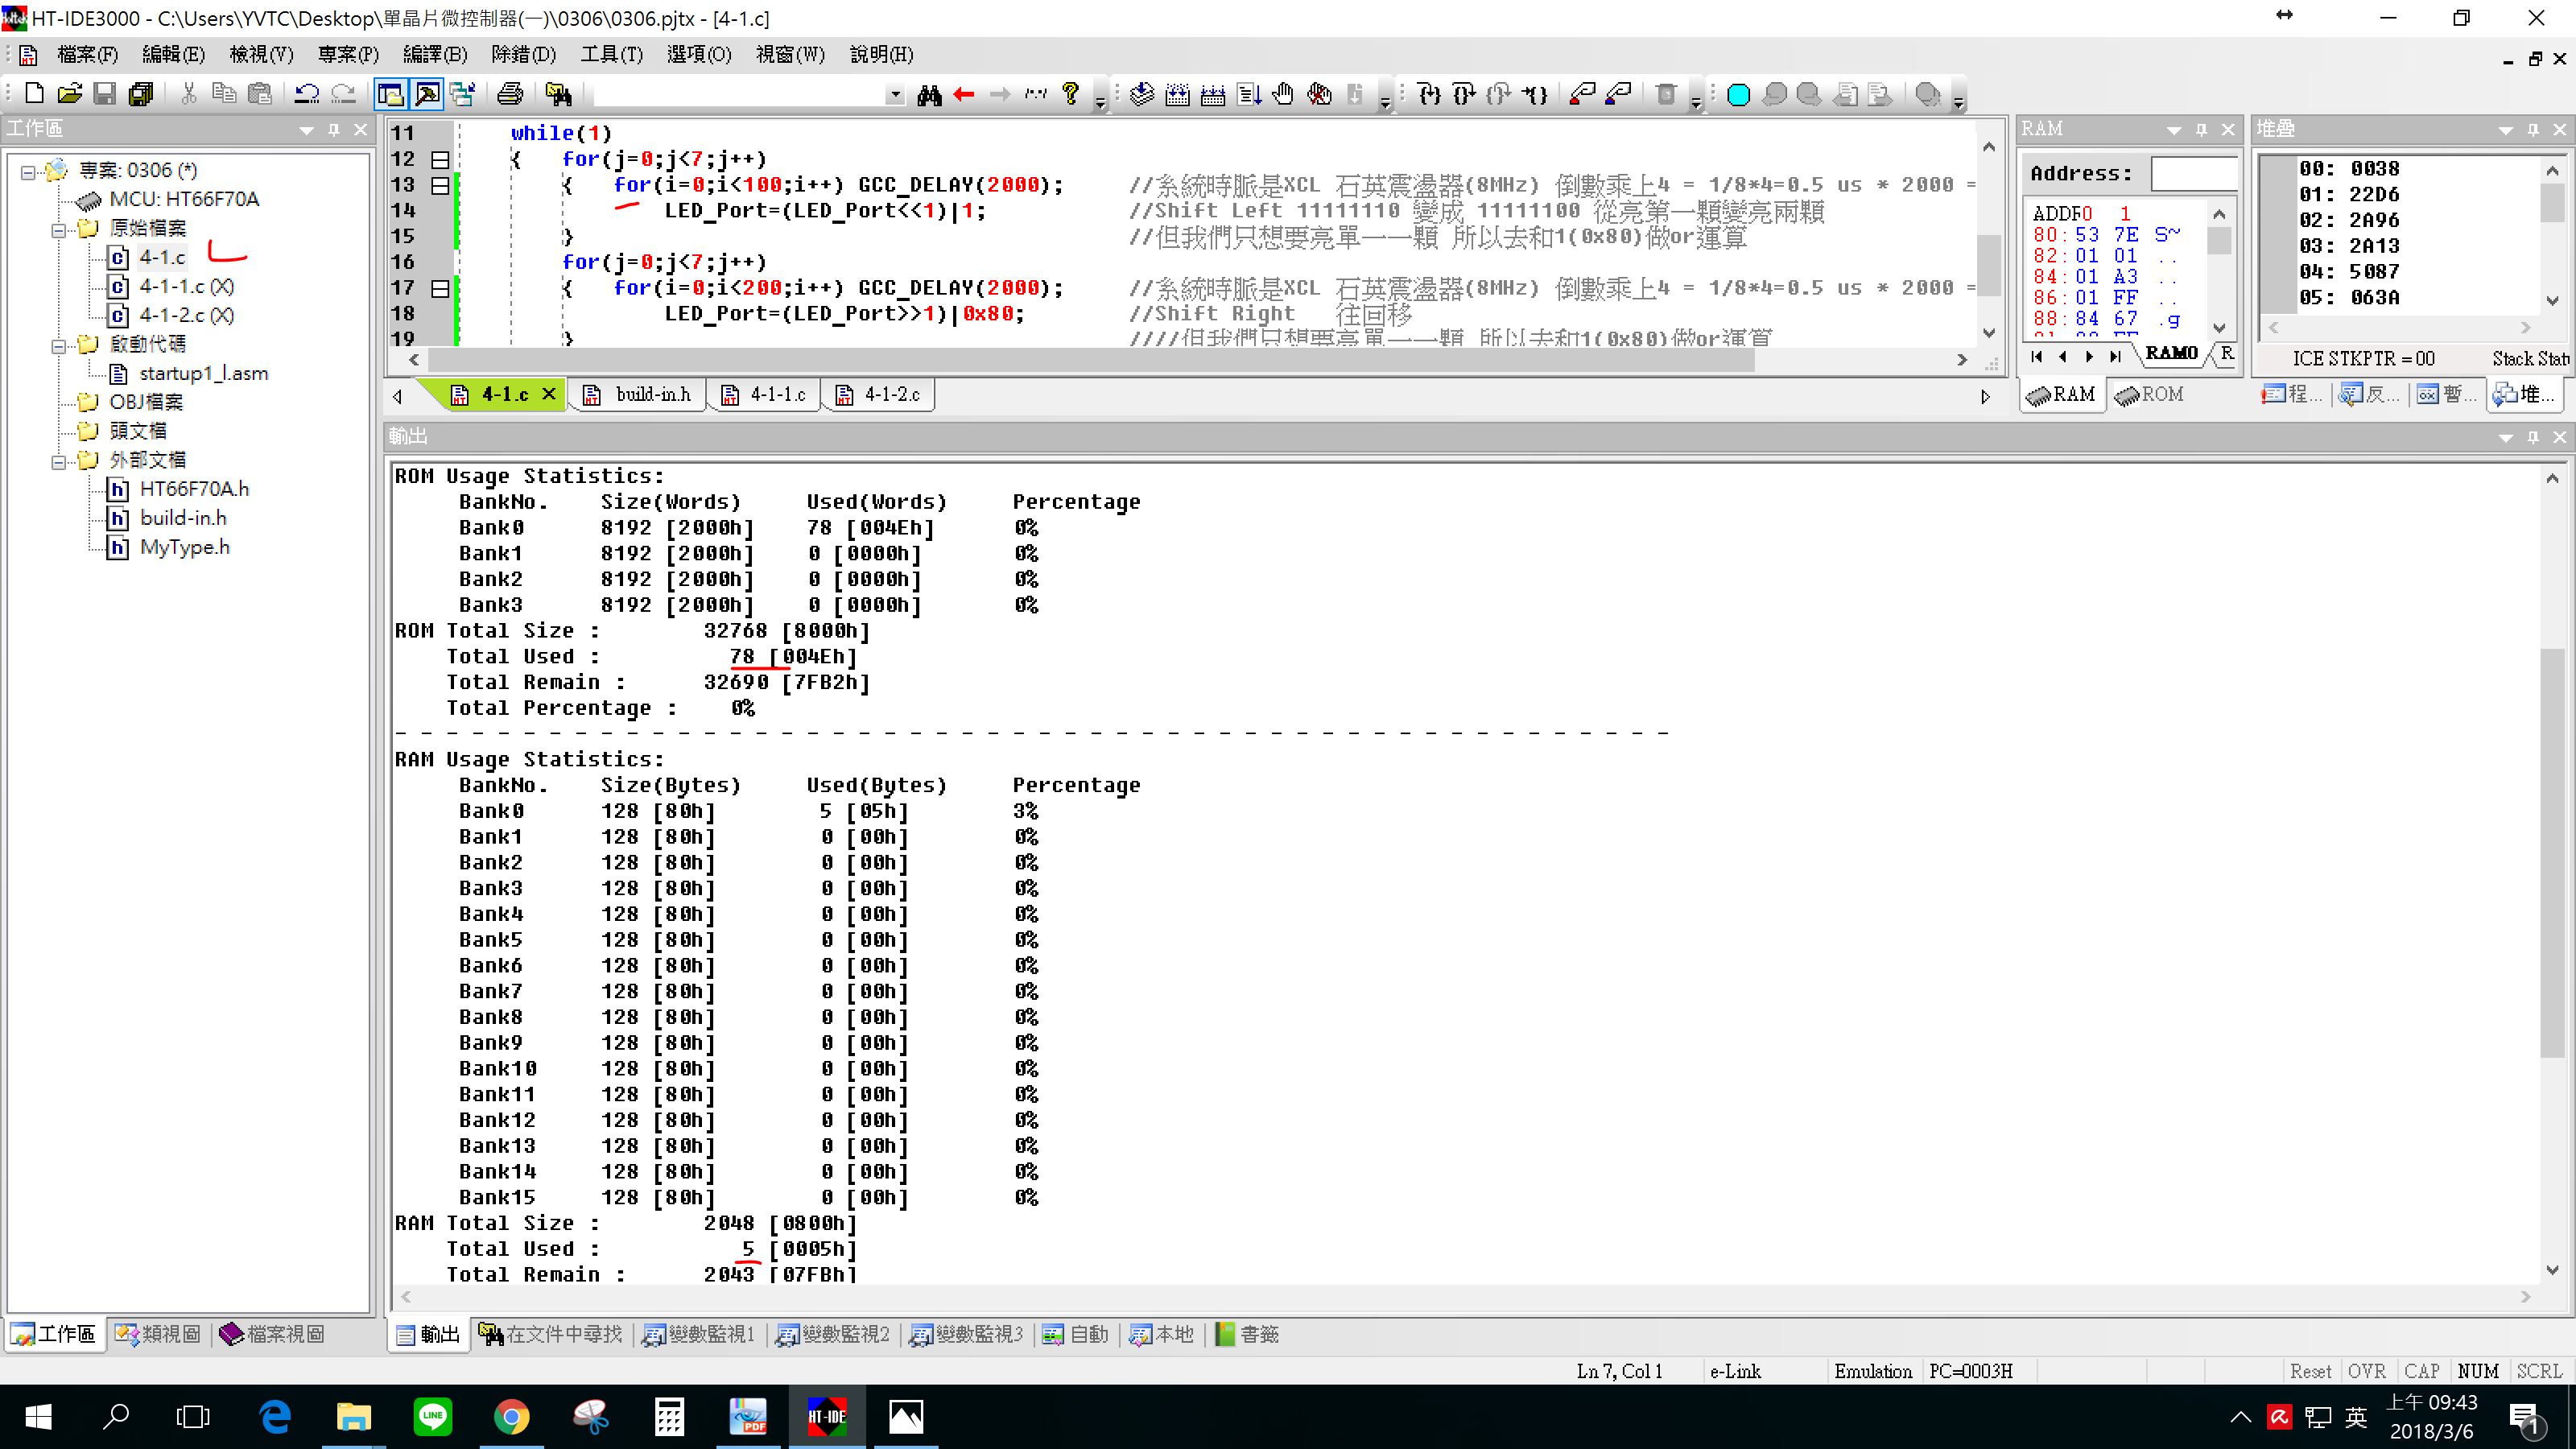 HT-IDE3000 - C:\Users\YVTC\Desktop\單晶片微控制器(一)\0306\0306.pjtx - [4-1.c]
檔案(F) 編輯(E) 檢視(V) 專案(P) 編譯(B) 除錯(D) 工具(T) 選項(O) 視窗(W) 說明(H)
工作區
專案: 0306 (*)
MCU: HT66F70A
原始檔案
4-1.c
4-1-1.c (X)
4-1-2.c (X)
啟動代碼
startup1_l.asm
OBJ檔案
頭文檔
外部文檔
HT66F70A.h
build-in.h
MyType.h
工作區 類視圖 檔案視圖
11 while(1)
12 { for(j=0;j<7;j++)
13 { for(i=0;i<100;i++) GCC_DELAY(2000); //系統時脈是XCL 石英震盪器(8MHz) 倒數乘上4 = 1/8*4=0.5 us * 2000 =
14 LED_Port=(LED_Port<<1)|1; //Shift Left 11111110 變成 11111100 從亮第一顆變亮兩顆
15 } //但我們只想要亮單一一顆 所以去和1(0x80)做or運算
16 for(j=0;j<7;j++)
17 { for(i=0;i<200;i++) GCC_DELAY(2000); //系統時脈是XCL 石英震盪器(8MHz) 倒數乘上4 = 1/8*4=0.5 us * 2000 =
18 LED_Port=(LED_Port>>1)|0x80; //Shift Right 往回移
19 } ////但我們只想要亮單一一顆 所以去和1(0x80)做or運算
4-1.c build-in.h 4-1-1.c 4-1-2.c
RAM
Address:
ADDR 0 1
80: 53 7E S~
82: 01 01 ..
84: 01 A3 ..
86: 01 FF ..
88: 84 67 .g
RAM0 R
RAM ROM
堆疊
00: 0038
01: 22D6
02: 2A96
03: 2A13
04: 5087
05: 063A
ICE STKPTR = 00 Stack Stat
程... 反... 暫... 堆...
輸出
ROM Usage Statistics:
BankNo. Size(Words) Used(Words) Percentage
Bank0 8192 [2000h] 78 [004Eh] 0%
Bank1 8192 [2000h] 0 [0000h] 0%
Bank2 8192 [2000h] 0 [0000h] 0%
Bank3 8192 [2000h] 0 [0000h] 0%
ROM Total Size : 32768 [8000h]
Total Used : 78 [004Eh]
Total Remain : 32690 [7FB2h]
Total Percentage : 0%
- - - - - - - - - - - - - - - - - - - - - - - - - - - - - - - - - - - - - - - - - - - - - - - - - -
RAM Usage Statistics:
BankNo. Size(Bytes) Used(Bytes) Percentage
Bank0 128 [80h] 5 [05h] 3%
Bank1 128 [80h] 0 [00h] 0%
Bank2 128 [80h] 0 [00h] 0%
Bank3 128 [80h] 0 [00h] 0%
Bank4 128 [80h] 0 [00h] 0%
Bank5 128 [80h] 0 [00h] 0%
Bank6 128 [80h] 0 [00h] 0%
Bank7 128 [80h] 0 [00h] 0%
Bank8 128 [80h] 0 [00h] 0%
Bank9 128 [80h] 0 [00h] 0%
Bank10 128 [80h] 0 [00h] 0%
Bank11 128 [80h] 0 [00h] 0%
Bank12 128 [80h] 0 [00h] 0%
Bank13 128 [80h] 0 [00h] 0%
Bank14 128 [80h] 0 [00h] 0%
Bank15 128 [80h] 0 [00h] 0%
RAM Total Size : 2048 [0800h]
Total Used : 5 [0005h]
Total Remain : 2043 [07FBh]
輸出 在文件中尋找 變數監視1 變數監視2 變數監視3 自動 本地 書籤
Ln 7, Col 1 e-Link Emulation PC=0003H Reset OVR CAP NUM SCRL
LINE PDF HT-IDE 英 上午 09:43
2018/3/6 1